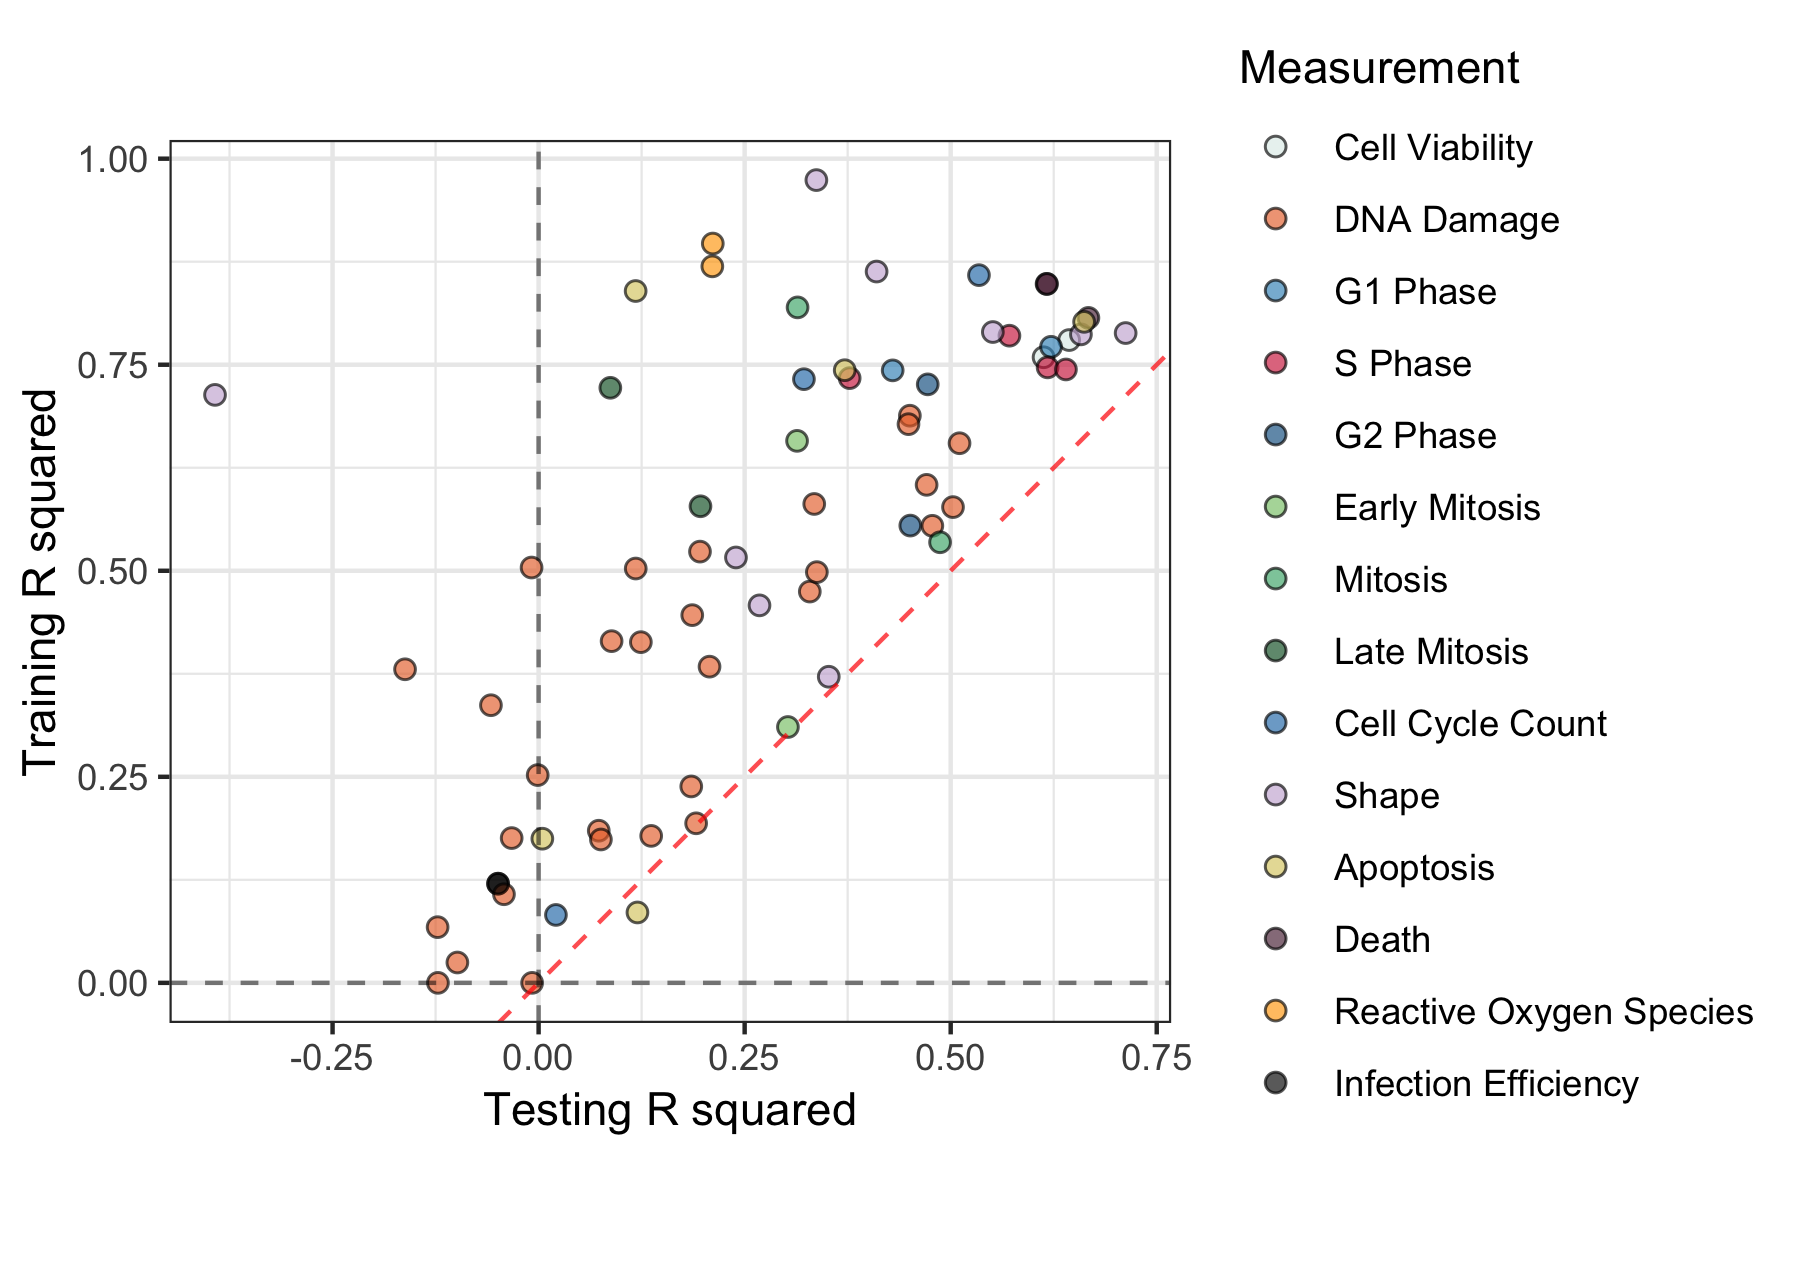 Measurement
Cell Viability
DNA Damage
G1 Phase
S Phase
G2 Phase
Early Mitosis
Mitosis
Late Mitosis
Cell Cycle Count
Shape
Apoptosis
Death
Reactive Oxygen Species
Infection Efficiency
Training R squared
1.00
0.75
0.50
0.25
0.00
-0.25 0.00 0.25 0.50 0.75
Testing R squared